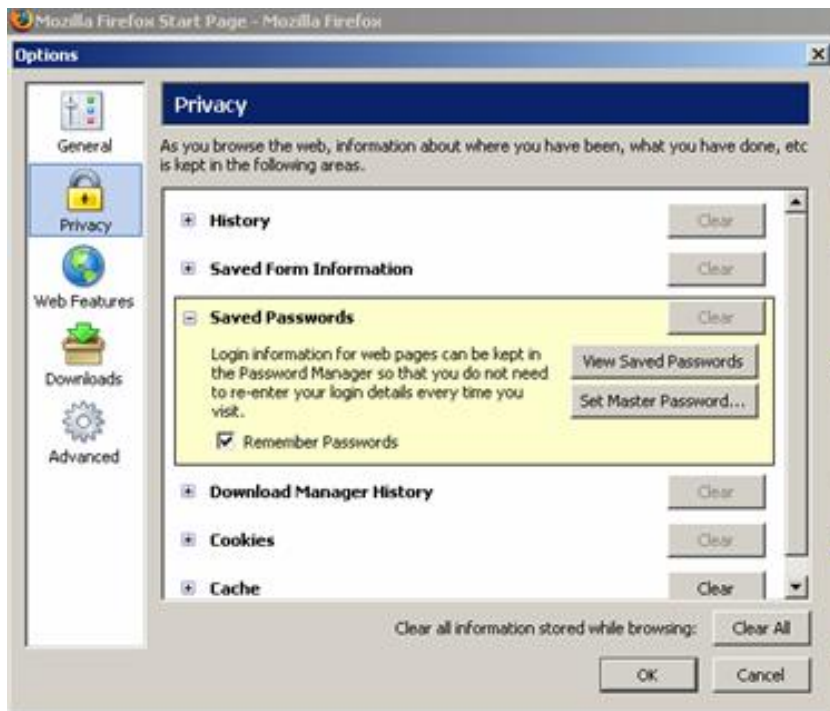 Mozilla Firefox Start Page - Mozilla Firefox
Options
General
Privacy
Web Features
Downloads
Advanced
Privacy
As you browse the web, information about where you have been, what you have done, etc
is kept in the following areas.
History
Clear
Saved Form Information
Clear
Saved Passwords
Clear
Login information for web pages can be kept in
the Password Manager so that you do not need
to re-enter your login details every time you
visit.
View Saved Passwords
Set Master Password...
Remember Passwords
Download Manager History
Clear
Cookies
Clear
Cache
Clear
Clear all information stored while browsing:
Clear All
OK
Cancel